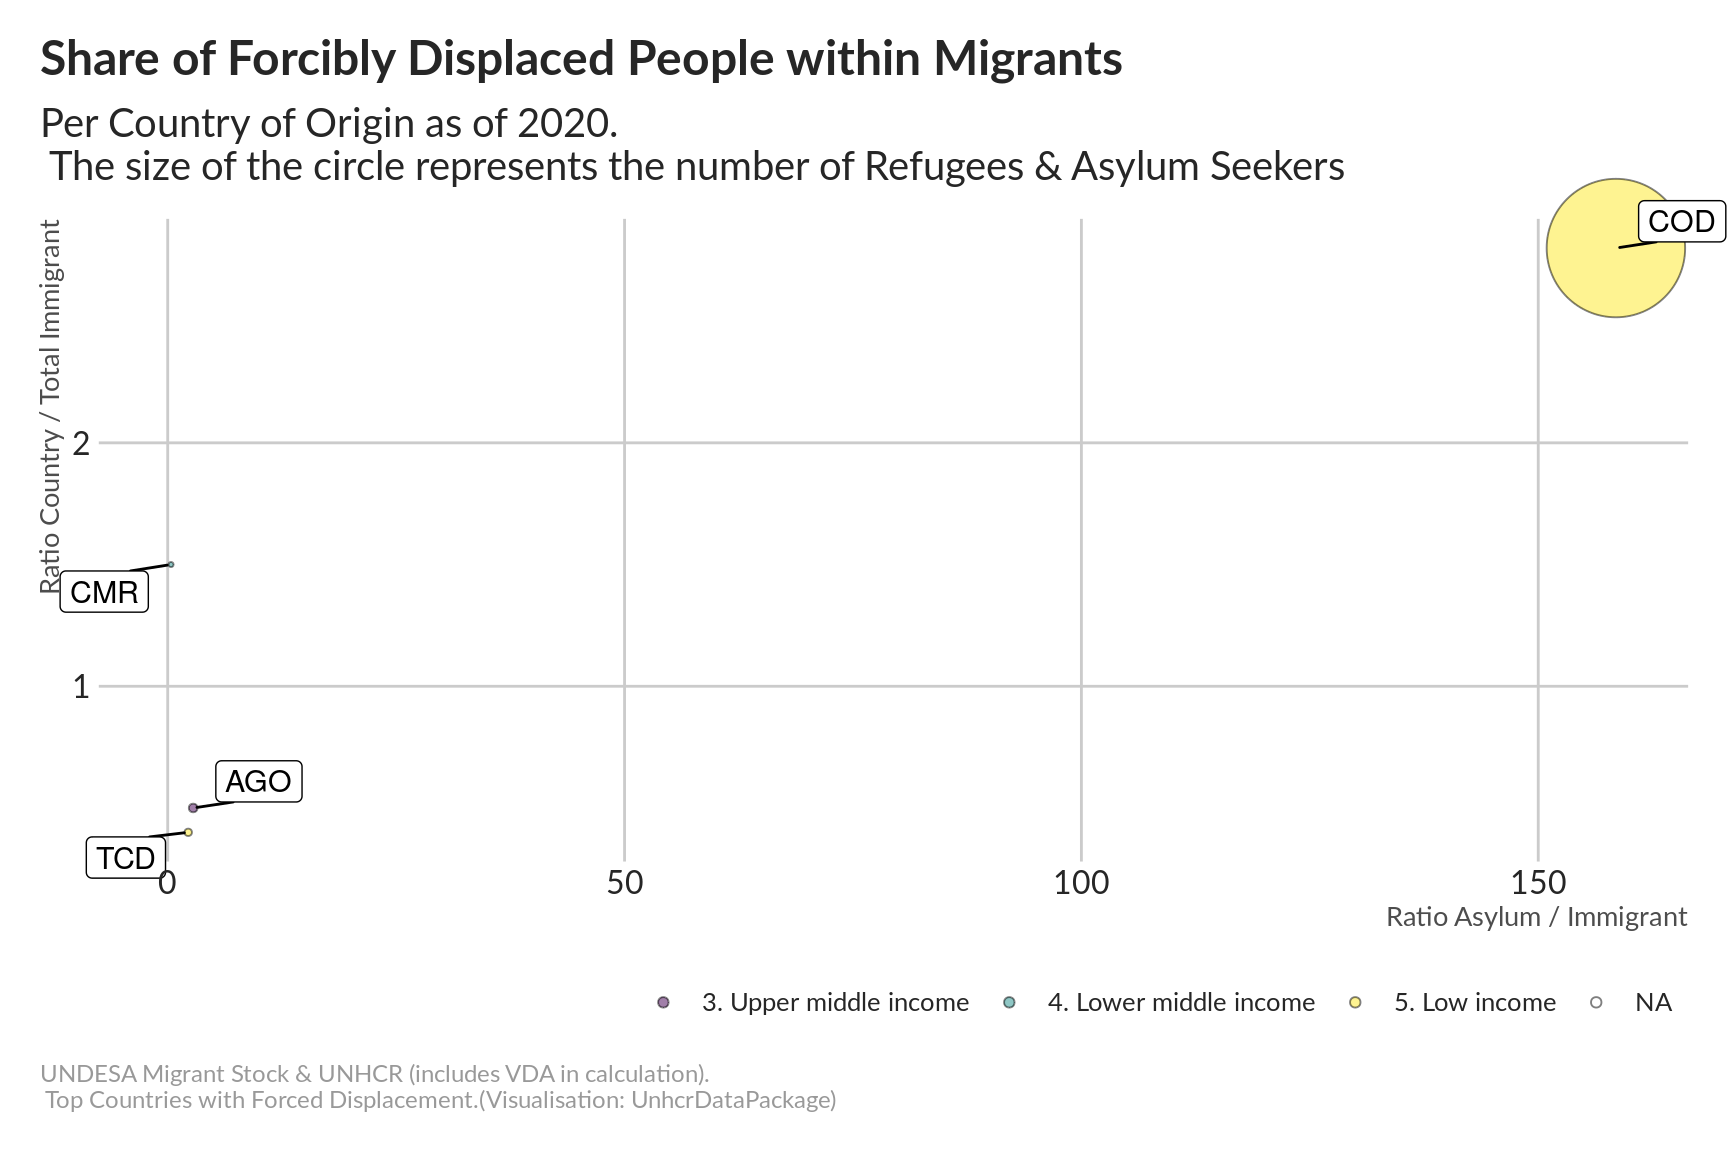 Share of Forcibly Displaced People within Migrants
Per Country of Origin as of 2020.
The size of the circle represents the number of Refugees & Asylum Seekers
Ratio Country / Total Immigrant
COD
2
CMR
1
AGO
TCD
0
50
100
150
Ratio Asylum / Immigrant
3. Upper middle income
4. Lower middle income
5. Low income
NA
UNDESA Migrant Stock & UNHCR (includes VDA in calculation).
Top Countries with Forced Displacement.(Visualisation: UnhcrDataPackage)